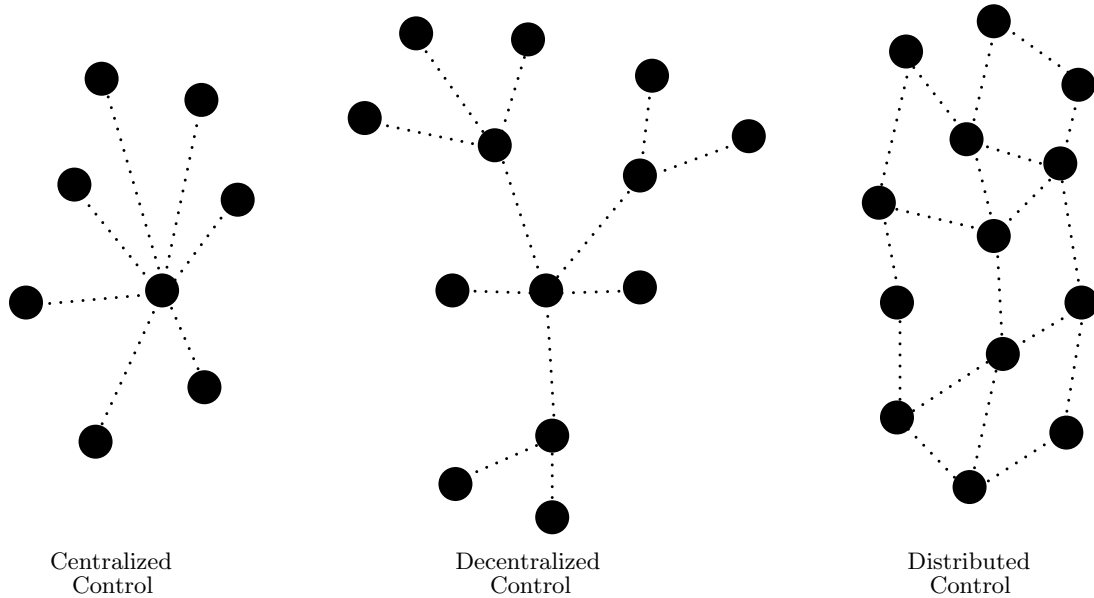 Centralized
Control
Decentralized
Control
Distributed
Control